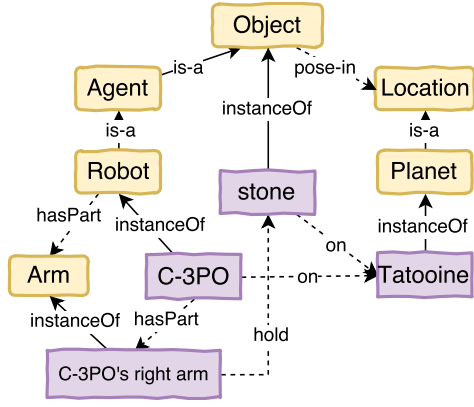 Object
is-a
pose-in
Agent
Location
instanceOf
is-a
is-a
Robot
Planet
stone
hasPart
instanceOf
instanceOf
on
Arm
C-3PO
on
Tatooine
instanceOf
hasPart
hold
C-3PO's right arm